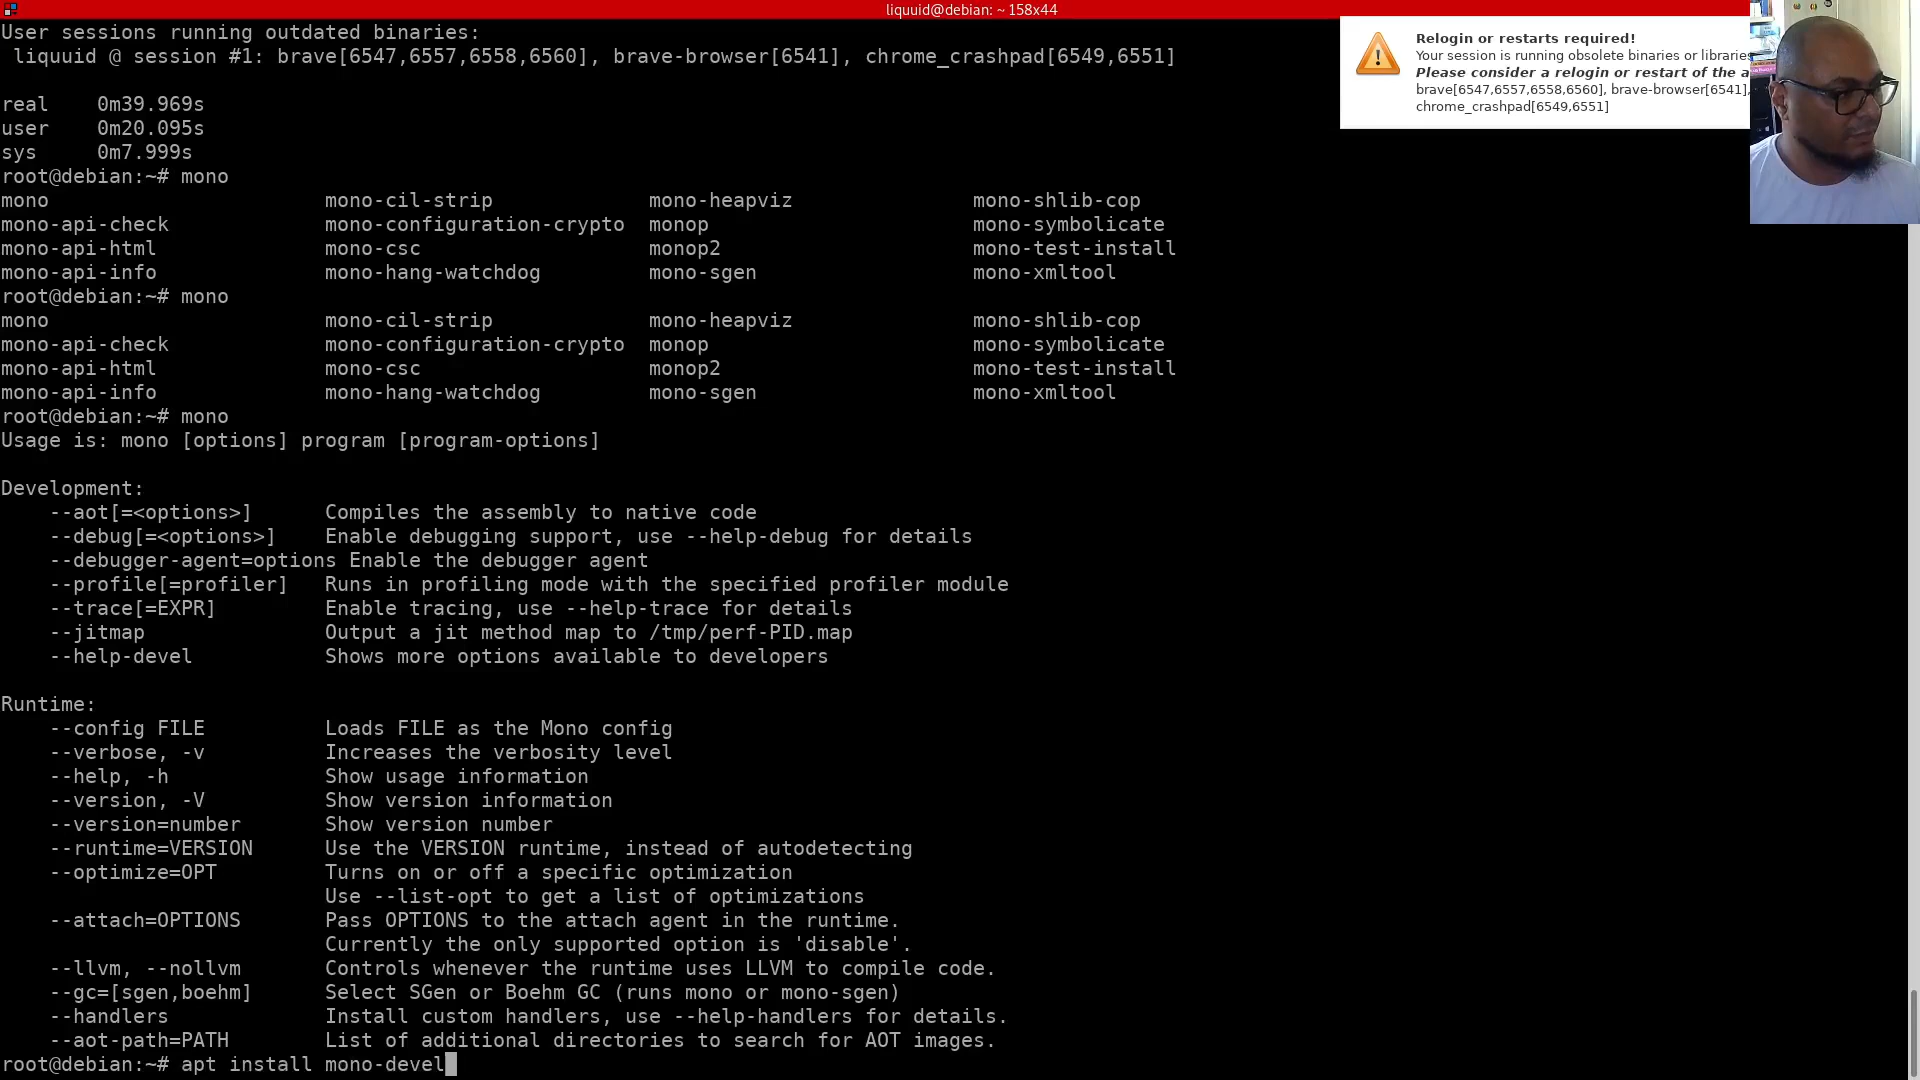 liquuid@debian: ~ 158x44
User sessions running outdated binaries:
 liquuid @ session #1: brave[6547,6557,6558,6560], brave-browser[6541], chrome_crashpad[6549,6551]
Relogin or restarts required!
Your session is running obsolete binaries or libraries
Please consider a relogin or restart of the a
brave[6547,6557,6558,6560], brave-browser[6541],
chrome_crashpad[6549,6551]
real    0m39.969s
user    0m20.095s
sys     0m7.999s
root@debian:~# mono
mono                       mono-cil-strip             mono-heapviz               mono-shlib-cop
mono-api-check             mono-configuration-crypto  monop                      mono-symbolicate
mono-api-html              mono-csc                   monop2                     mono-test-install
mono-api-info              mono-hang-watchdog         mono-sgen                  mono-xmltool
root@debian:~# mono
mono                       mono-cil-strip             mono-heapviz               mono-shlib-cop
mono-api-check             mono-configuration-crypto  monop                      mono-symbolicate
mono-api-html              mono-csc                   monop2                     mono-test-install
mono-api-info              mono-hang-watchdog         mono-sgen                  mono-xmltool
root@debian:~# mono
Usage is: mono [options] program [program-options]
Development:
    --aot[=<options>]      Compiles the assembly to native code
    --debug[=<options>]    Enable debugging support, use --help-debug for details
    --debugger-agent=options Enable the debugger agent
    --profile[=profiler]   Runs in profiling mode with the specified profiler module
    --trace[=EXPR]         Enable tracing, use --help-trace for details
    --jitmap               Output a jit method map to /tmp/perf-PID.map
    --help-devel           Shows more options available to developers
Runtime:
    --config FILE          Loads FILE as the Mono config
    --verbose, -v          Increases the verbosity level
    --help, -h             Show usage information
    --version, -V          Show version information
    --version=number       Show version number
    --runtime=VERSION      Use the VERSION runtime, instead of autodetecting
    --optimize=OPT         Turns on or off a specific optimization
                           Use --list-opt to get a list of optimizations
    --attach=OPTIONS       Pass OPTIONS to the attach agent in the runtime.
                           Currently the only supported option is 'disable'.
    --llvm, --nollvm       Controls whenever the runtime uses LLVM to compile code.
    --gc=[sgen,boehm]      Select SGen or Boehm GC (runs mono or mono-sgen)
    --handlers             Install custom handlers, use --help-handlers for details.
    --aot-path=PATH        List of additional directories to search for AOT images.
root@debian:~# apt install mono-devel